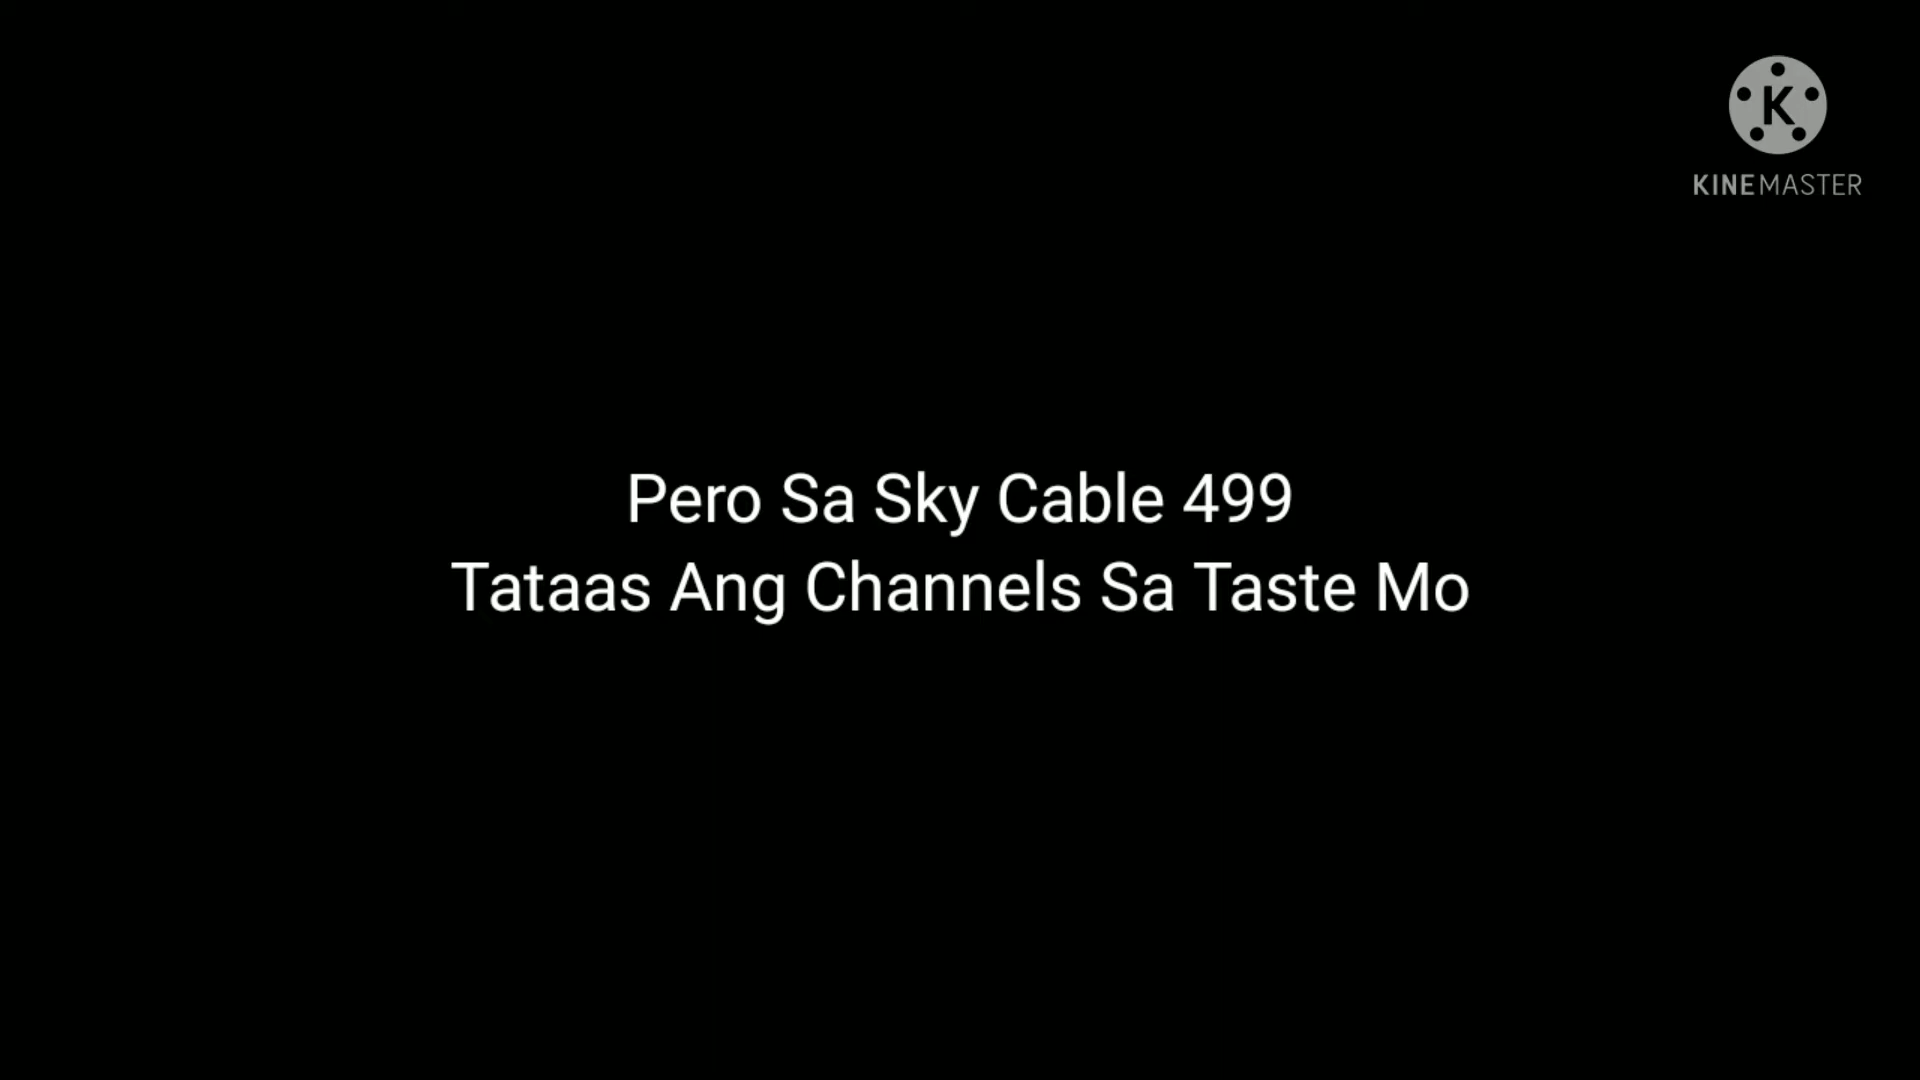 K
KINEMASTER
Pero Sa Sky Cable 499
Tataas Ang Channels Sa Taste Mo